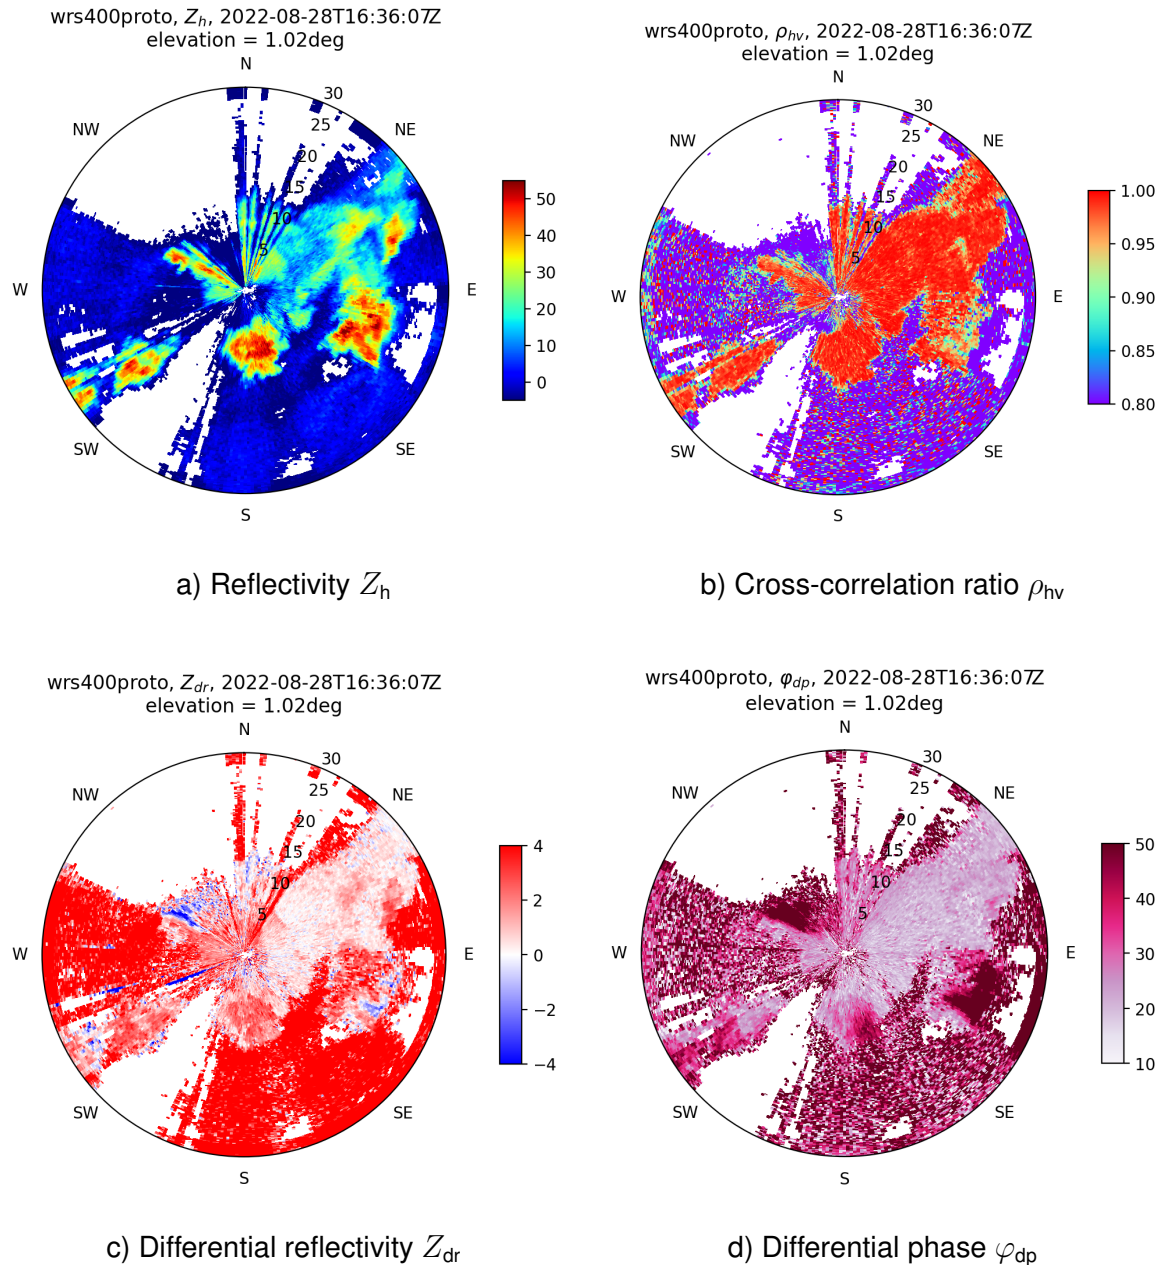 wrs400proto, Z_h, 2022-08-28T16:36:07Z
elevation = 1.02deg
N
NE
E
SE
S
SW
W
NW
5
10
15
20
25
30
50
40
30
20
10
0
a) Reflectivity Z_h
wrs400proto, ρ_hv, 2022-08-28T16:36:07Z
elevation = 1.02deg
N
NE
E
SE
S
SW
W
NW
5
10
15
20
25
30
1.00
0.95
0.90
0.85
0.80
b) Cross-correlation ratio ρ_hv
wrs400proto, Z_dr, 2022-08-28T16:36:07Z
elevation = 1.02deg
N
NE
E
SE
S
SW
W
NW
5
10
15
20
25
30
4
2
0
−2
−4
c) Differential reflectivity Z_dr
wrs400proto, φ_dp, 2022-08-28T16:36:07Z
elevation = 1.02deg
N
NE
E
SE
S
SW
W
NW
5
10
15
20
25
30
50
40
30
20
10
d) Differential phase φ_dp